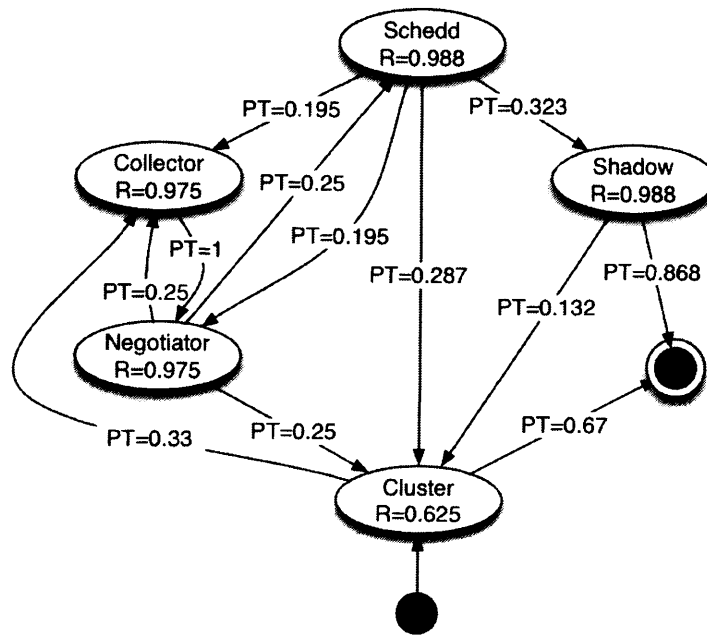 Schedd
R=0.988
PT=0.195
PT=0.323
Collector
R=0.975
PT=0.25
Shadow
R=0.988
PT=1
PT=0.195
PT=0.287
PT=0.868
PT=0.25
PT=0.132
Negotiator
R=0.975
PT=0.33
PT=0.25
PT=0.67
Cluster
R=0.625